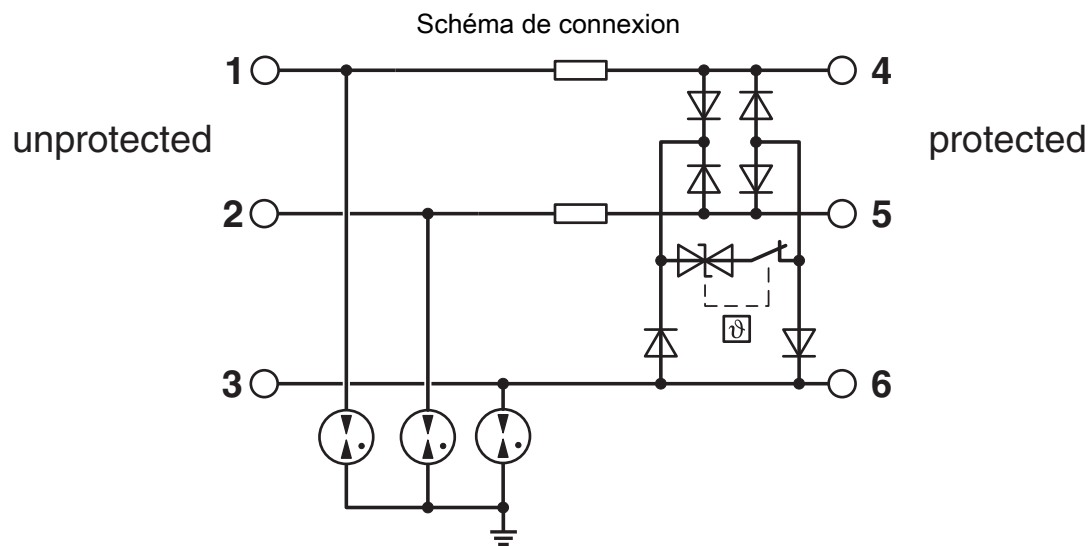 Schéma de connexion
1 4
unprotected protected
2 5
ϑ
3 6